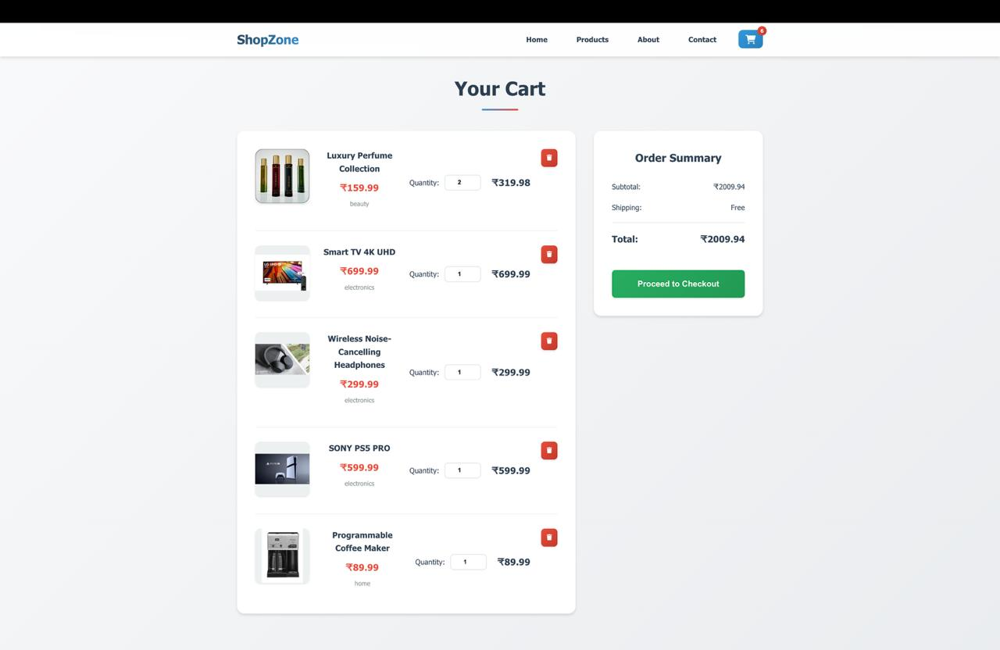 ShopZone
Home Products About Contact
6
Your Cart
Luxury Perfume
Collection
₹159.99
beauty
Quantity: 2 ₹319.98
Smart TV 4K UHD
₹699.99
electronics
Quantity: 1 ₹699.99
Wireless Noise-
Cancelling
Headphones
₹299.99
electronics
Quantity: 1 ₹299.99
SONY PS5 PRO
₹599.99
electronics
Quantity: 1 ₹599.99
Programmable
Coffee Maker
₹89.99
home
Quantity: 1 ₹89.99
Order Summary
Subtotal: ₹2009.94
Shipping: Free
Total: ₹2009.94
Proceed to Checkout